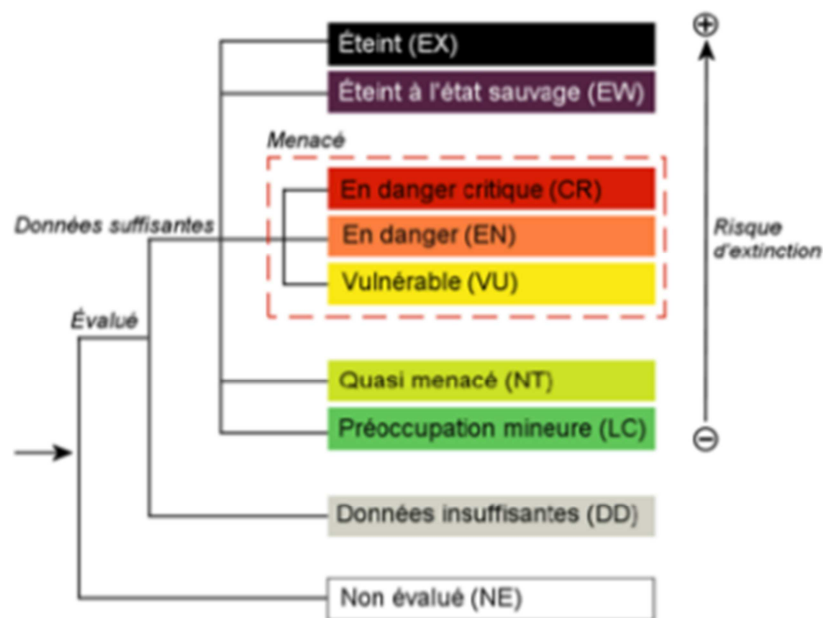 Éteint (EX)
Éteint à l'état sauvage (EW)
Menacé
En danger critique (CR)
Données suffisantes
En danger (EN)
Risque
d'extinction
Vulnérable (VU)
Évalué
Quasi menacé (NT)
Préoccupation mineure (LC)
Données insuffisantes (DD)
Non évalué (NE)